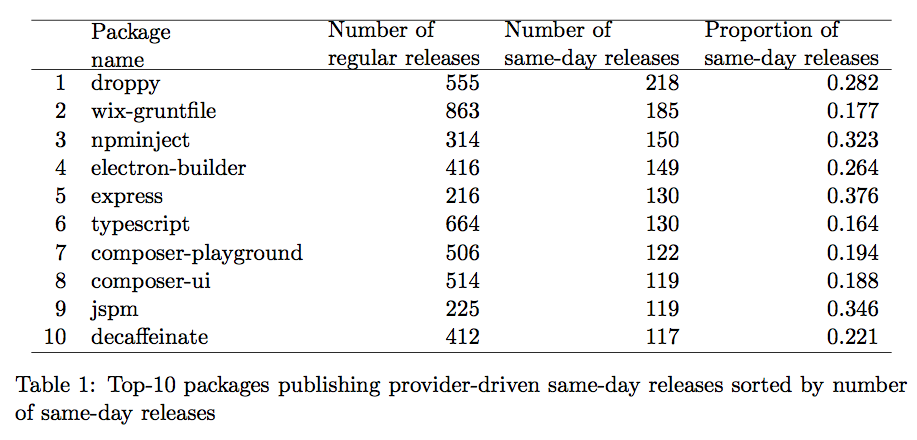 Package name Number of regular releases Number of same-day releases Proportion of same-day releases
1 droppy 555 218 0.282
2 wix-gruntfile 863 185 0.177
3 npminject 314 150 0.323
4 electron-builder 416 149 0.264
5 express 216 130 0.376
6 typescript 664 130 0.164
7 composer-playground 506 122 0.194
8 composer-ui 514 119 0.188
9 jspm 225 119 0.346
10 decaffeinate 412 117 0.221
Table 1: Top-10 packages publishing provider-driven same-day releases sorted by number
of same-day releases